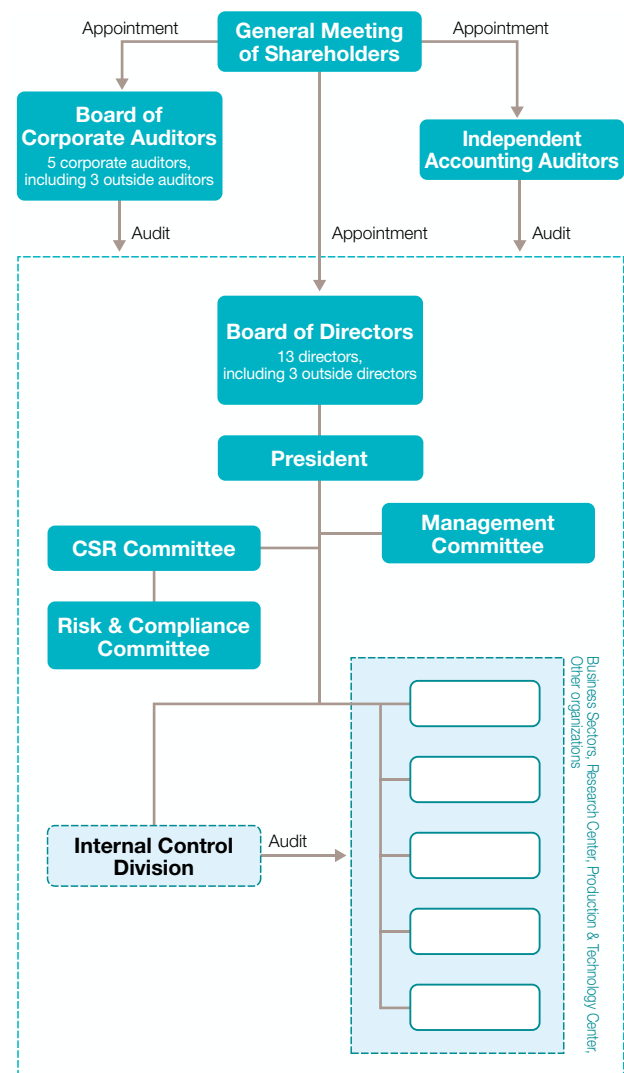 Appointment
General Meeting
of Shareholders
Appointment
Board of
Corporate Auditors
5 corporate auditors,
including 3 outside auditors
Independent
Accounting Auditors
Audit
Appointment
Audit
Board of Directors
13 directors,
including 3 outside directors
President
CSR Committee
Management
Committee
Risk & Compliance
Committee
Business Sectors, Research Center, Production & Technology Center,
Other organizations
Internal Control
Division
Audit